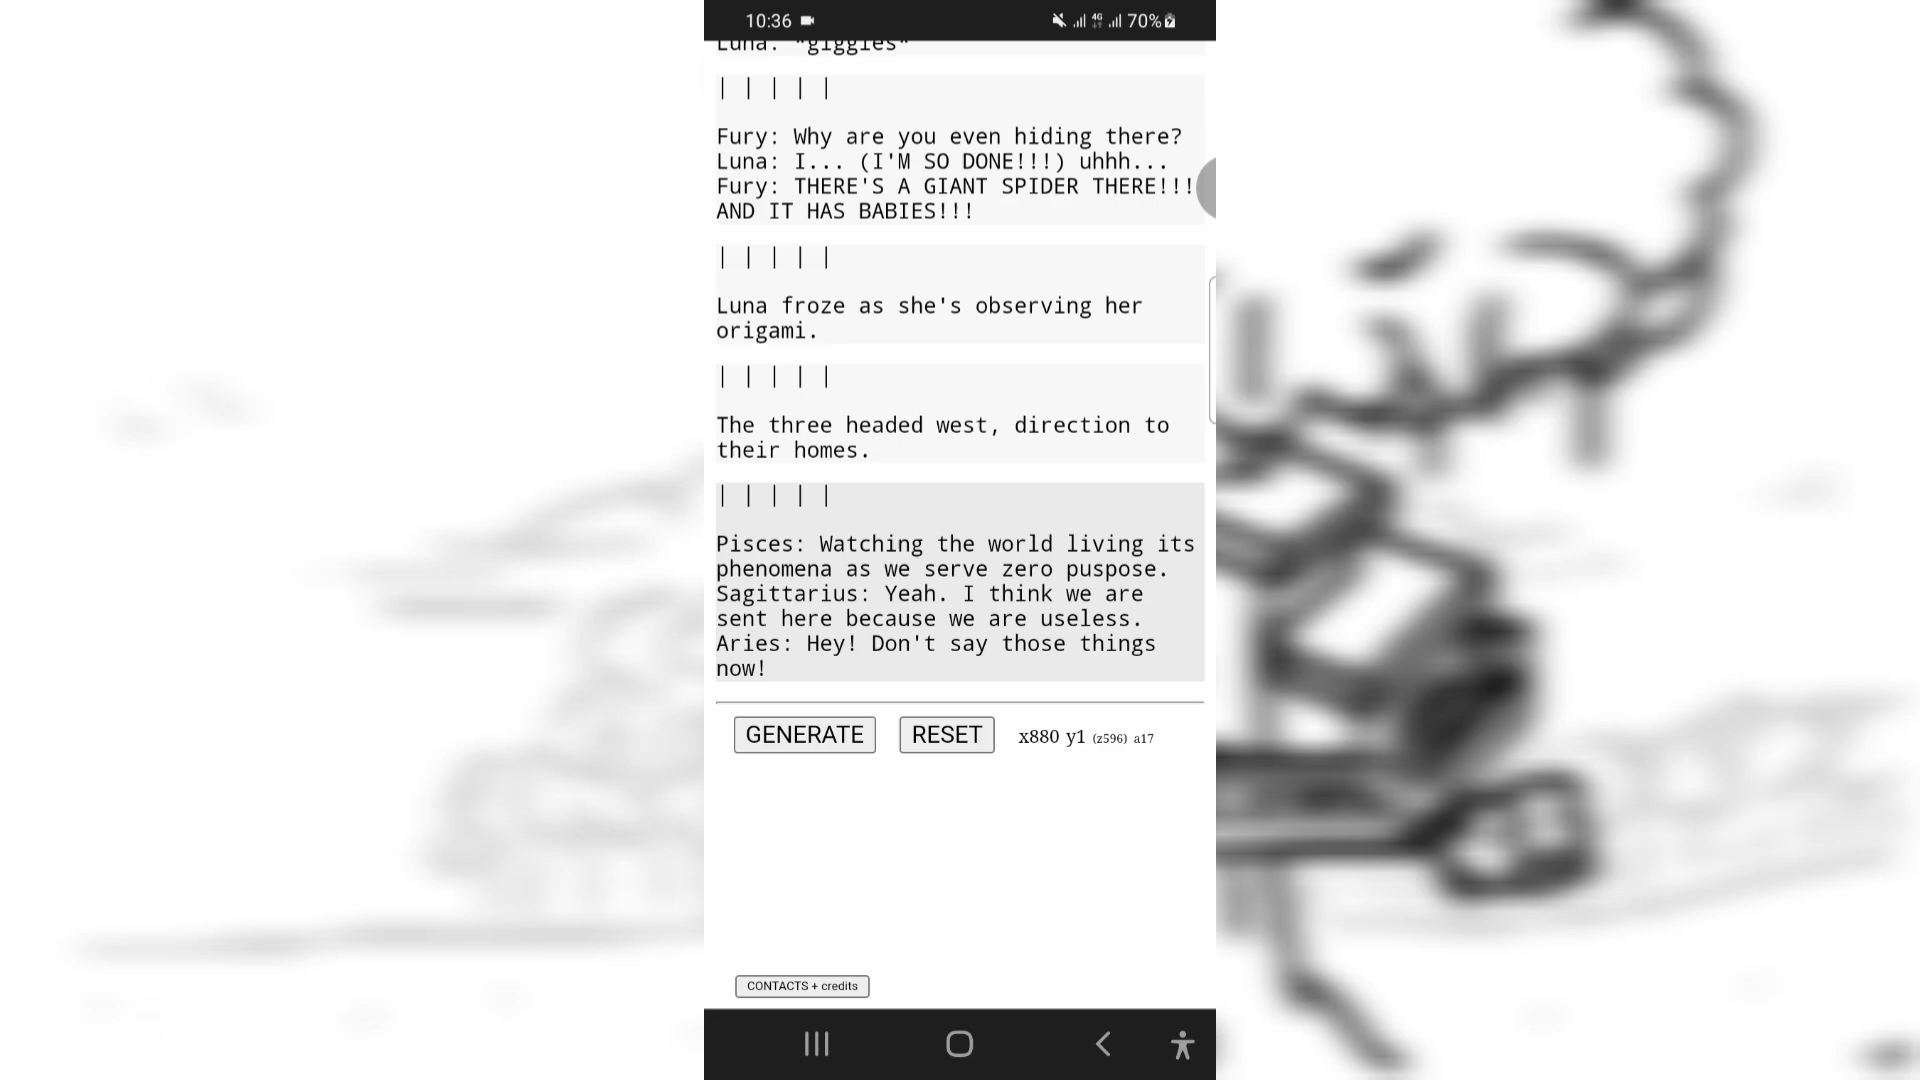 10:36
4G
70%
Luna: *giggles*
| | | | |
Fury: Why are you even hiding there?
Luna: I... (I'M SO DONE!!!) uhhh...
Fury: THERE'S A GIANT SPIDER THERE!!!
AND IT HAS BABIES!!!
| | | | |
Luna froze as she's observing her
origami.
| | | | |
The three headed west, direction to
their homes.
| | | | |
Pisces: Watching the world living its
phenomena as we serve zero puspose.
Sagittarius: Yeah. I think we are
sent here because we are useless.
Aries: Hey! Don't say those things
now!
GENERATE RESET x880 y1 (z596) a17
CONTACTS + credits